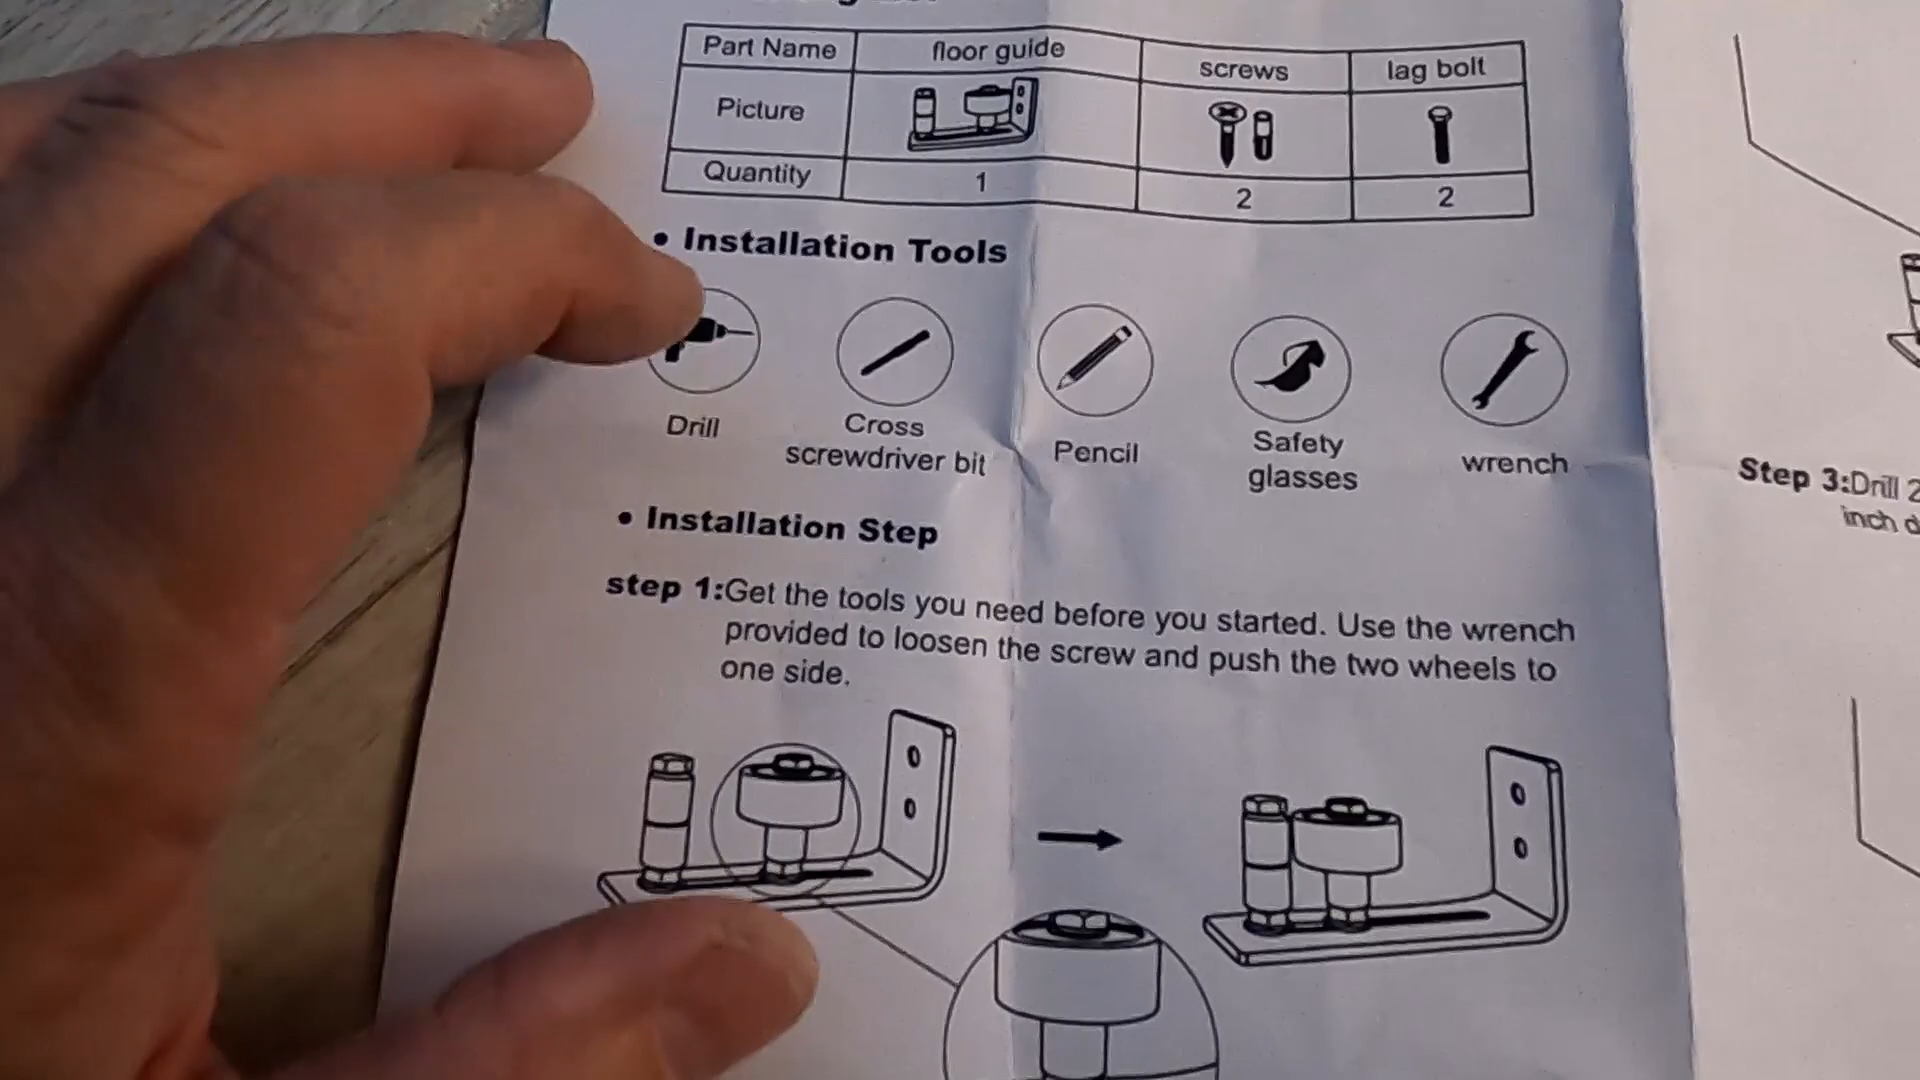 Part Name floor guide screws lag bolt
Picture
Quantity 1 2 2
• Installation Tools
Drill Cross screwdriver bit Pencil Safety glasses wrench
• Installation Step
step 1:Get the tools you need before you started. Use the wrench
provided to loosen the screw and push the two wheels to
one side.
Step 3:Drill 2
inch d